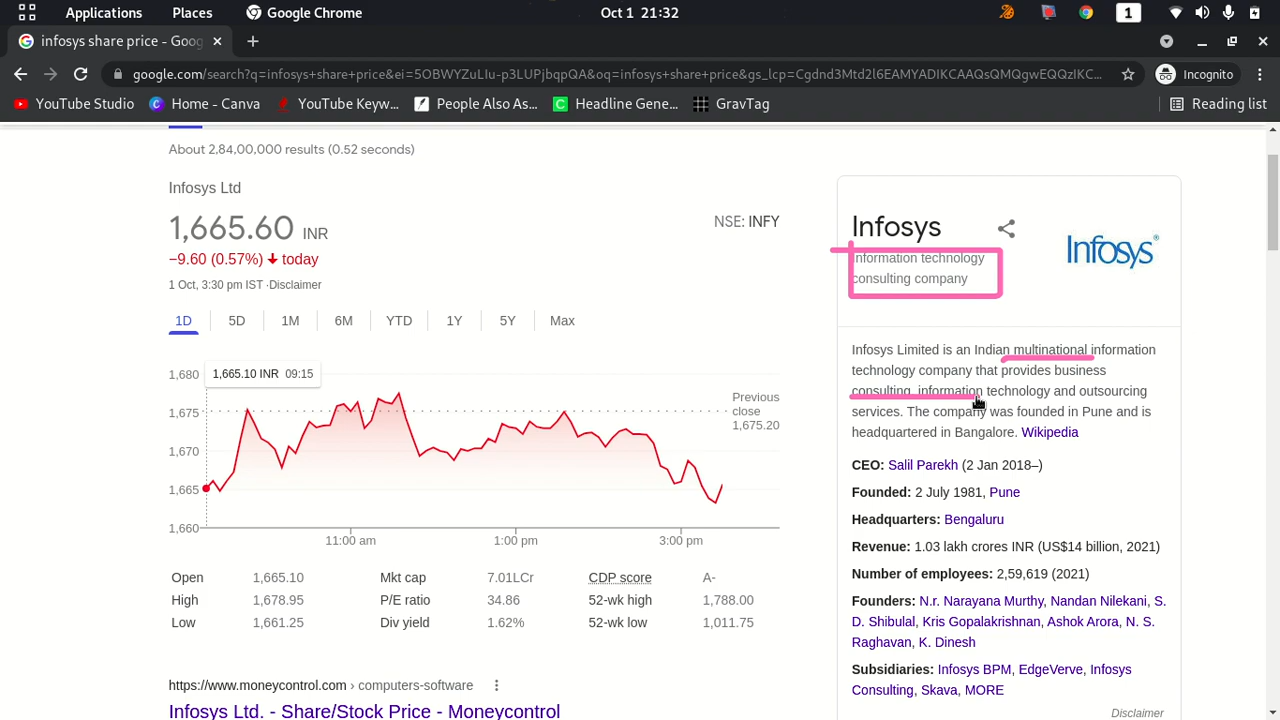 Applications Places Google Chrome Oct 1 21:32 1
infosys share price - Goog
google.com/search?q=infosys+share+price&ei=5OBWYZuLIu-p3LUPjbqpQA&oq=infosys+share+price&gs_lcp=Cgdnd3Mtd2l6EAMYADIKCAAQsQMQgwEQQzIKC... Incognito
YouTube Studio Home - Canva YouTube Keyw... People Also As... Headline Gene... GravTag Reading list
About 2,84,00,000 results (0.52 seconds)
Infosys Ltd
1,665.60 INR
NSE: INFY
−9.60 (0.57%) today
1 Oct, 3:30 pm IST ·Disclaimer
1D 5D 1M 6M YTD 1Y 5Y Max
1,665.10 INR 09:15
1,680
1,675
1,670
1,665
1,660
Previous
close
1,675.20
11:00 am 1:00 pm 3:00 pm
Open 1,665.10 Mkt cap 7.01LCr CDP score A-
High 1,678.95 P/E ratio 34.86 52-wk high 1,788.00
Low 1,661.25 Div yield 1.62% 52-wk low 1,011.75
https://www.moneycontrol.com › computers-software
Infosys Ltd. - Share/Stock Price - Moneycontrol
Infosys
Infosys®
Information technology
consulting company
Infosys Limited is an Indian multinational information
technology company that provides business
consulting, information technology and outsourcing
services. The company was founded in Pune and is
headquartered in Bangalore. Wikipedia
CEO: Salil Parekh (2 Jan 2018–)
Founded: 2 July 1981, Pune
Headquarters: Bengaluru
Revenue: 1.03 lakh crores INR (US$14 billion, 2021)
Number of employees: 2,59,619 (2021)
Founders: N.r. Narayana Murthy, Nandan Nilekani, S.
D. Shibulal, Kris Gopalakrishnan, Ashok Arora, N. S.
Raghavan, K. Dinesh
Subsidiaries: Infosys BPM, EdgeVerve, Infosys
Consulting, Skava, MORE
Disclaimer